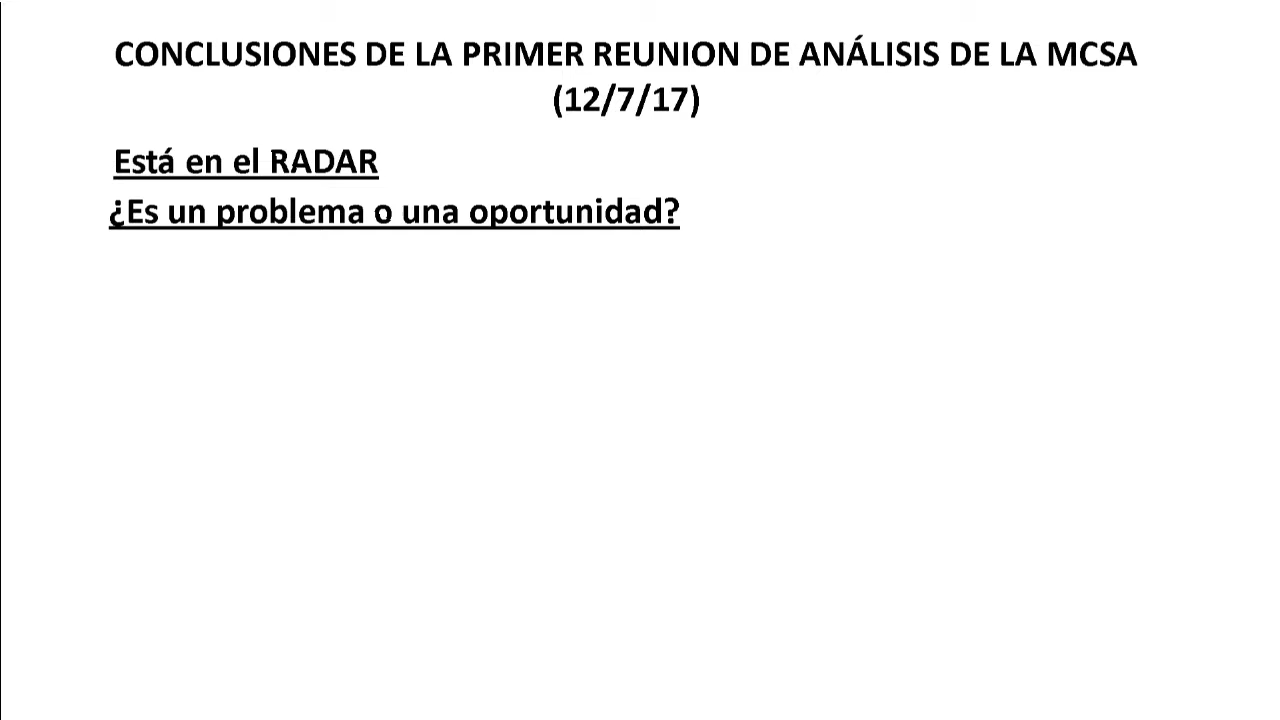 CONCLUSIONES DE LA PRIMER REUNION DE ANÁLISIS DE LA MCSA
(12/7/17)
Está en el RADAR
¿Es un problema o una oportunidad?